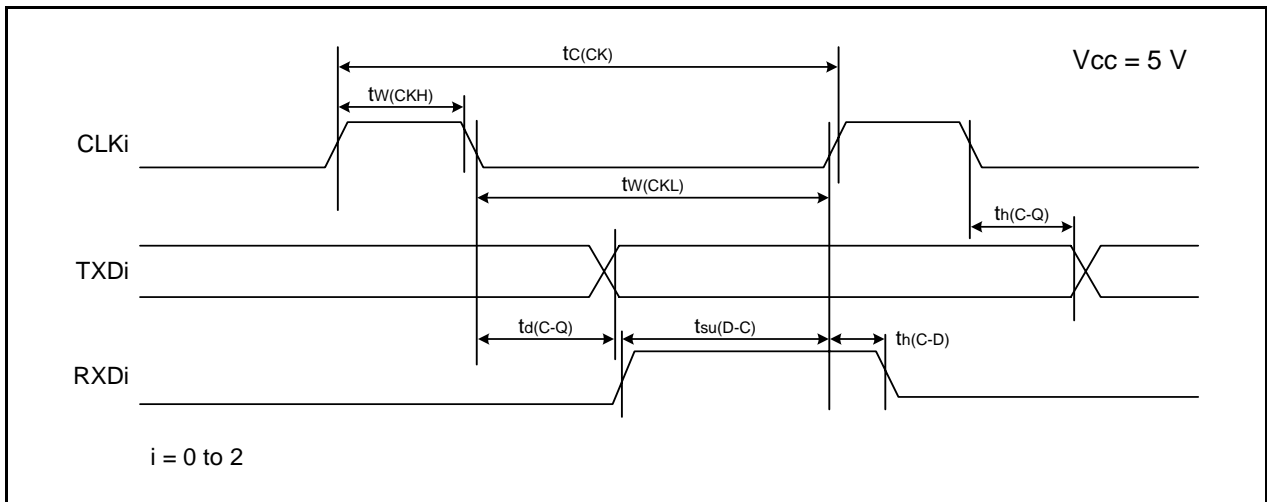 tC(CK)
Vcc = 5 V
tW(CKH)
CLKi
tW(CKL)
th(C-Q)
TXDi
td(C-Q)
tsu(D-C)
th(C-D)
RXDi
i = 0 to 2